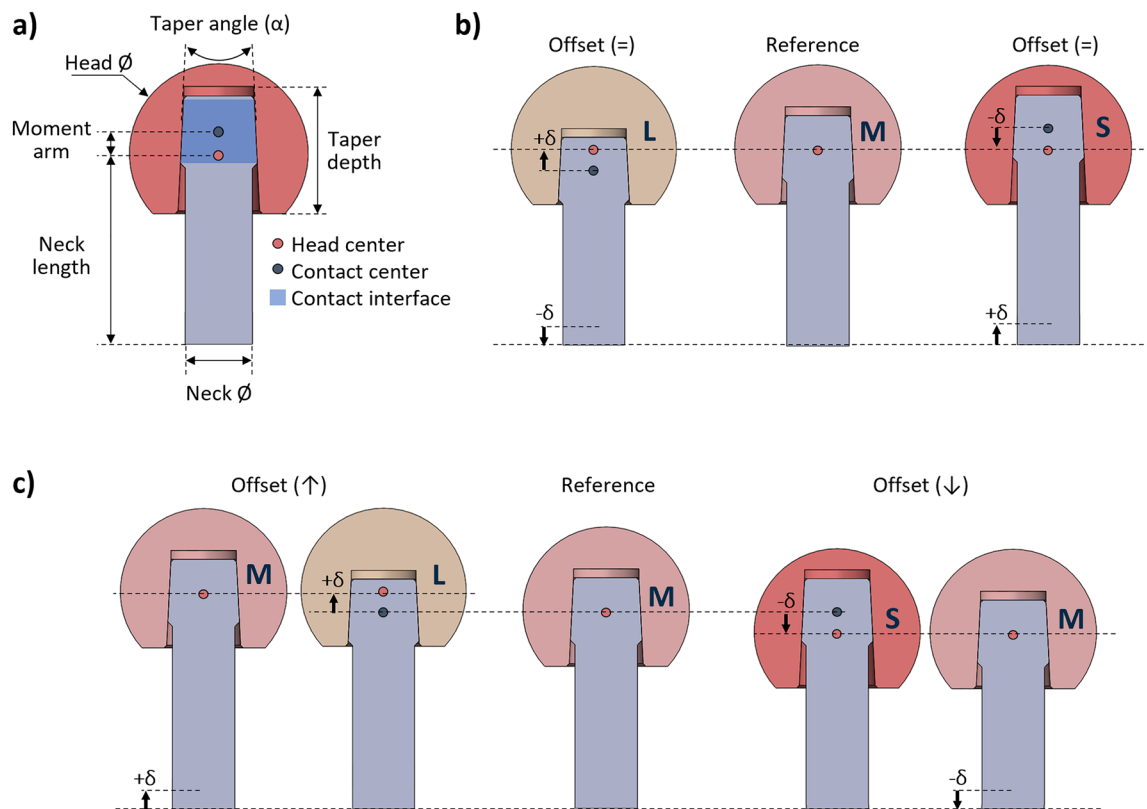 a)
Taper angle (α)
Head Ø
Moment
arm
Taper
depth
Neck
length
Head center
Contact center
Contact interface
Neck Ø
b)
Offset (=)
Reference
Offset (=)
L
M
S
+δ
-δ
-δ
+δ
c)
Offset (↑)
Reference
Offset (↓)
M
L
M
S
M
+δ
-δ
+δ
-δ